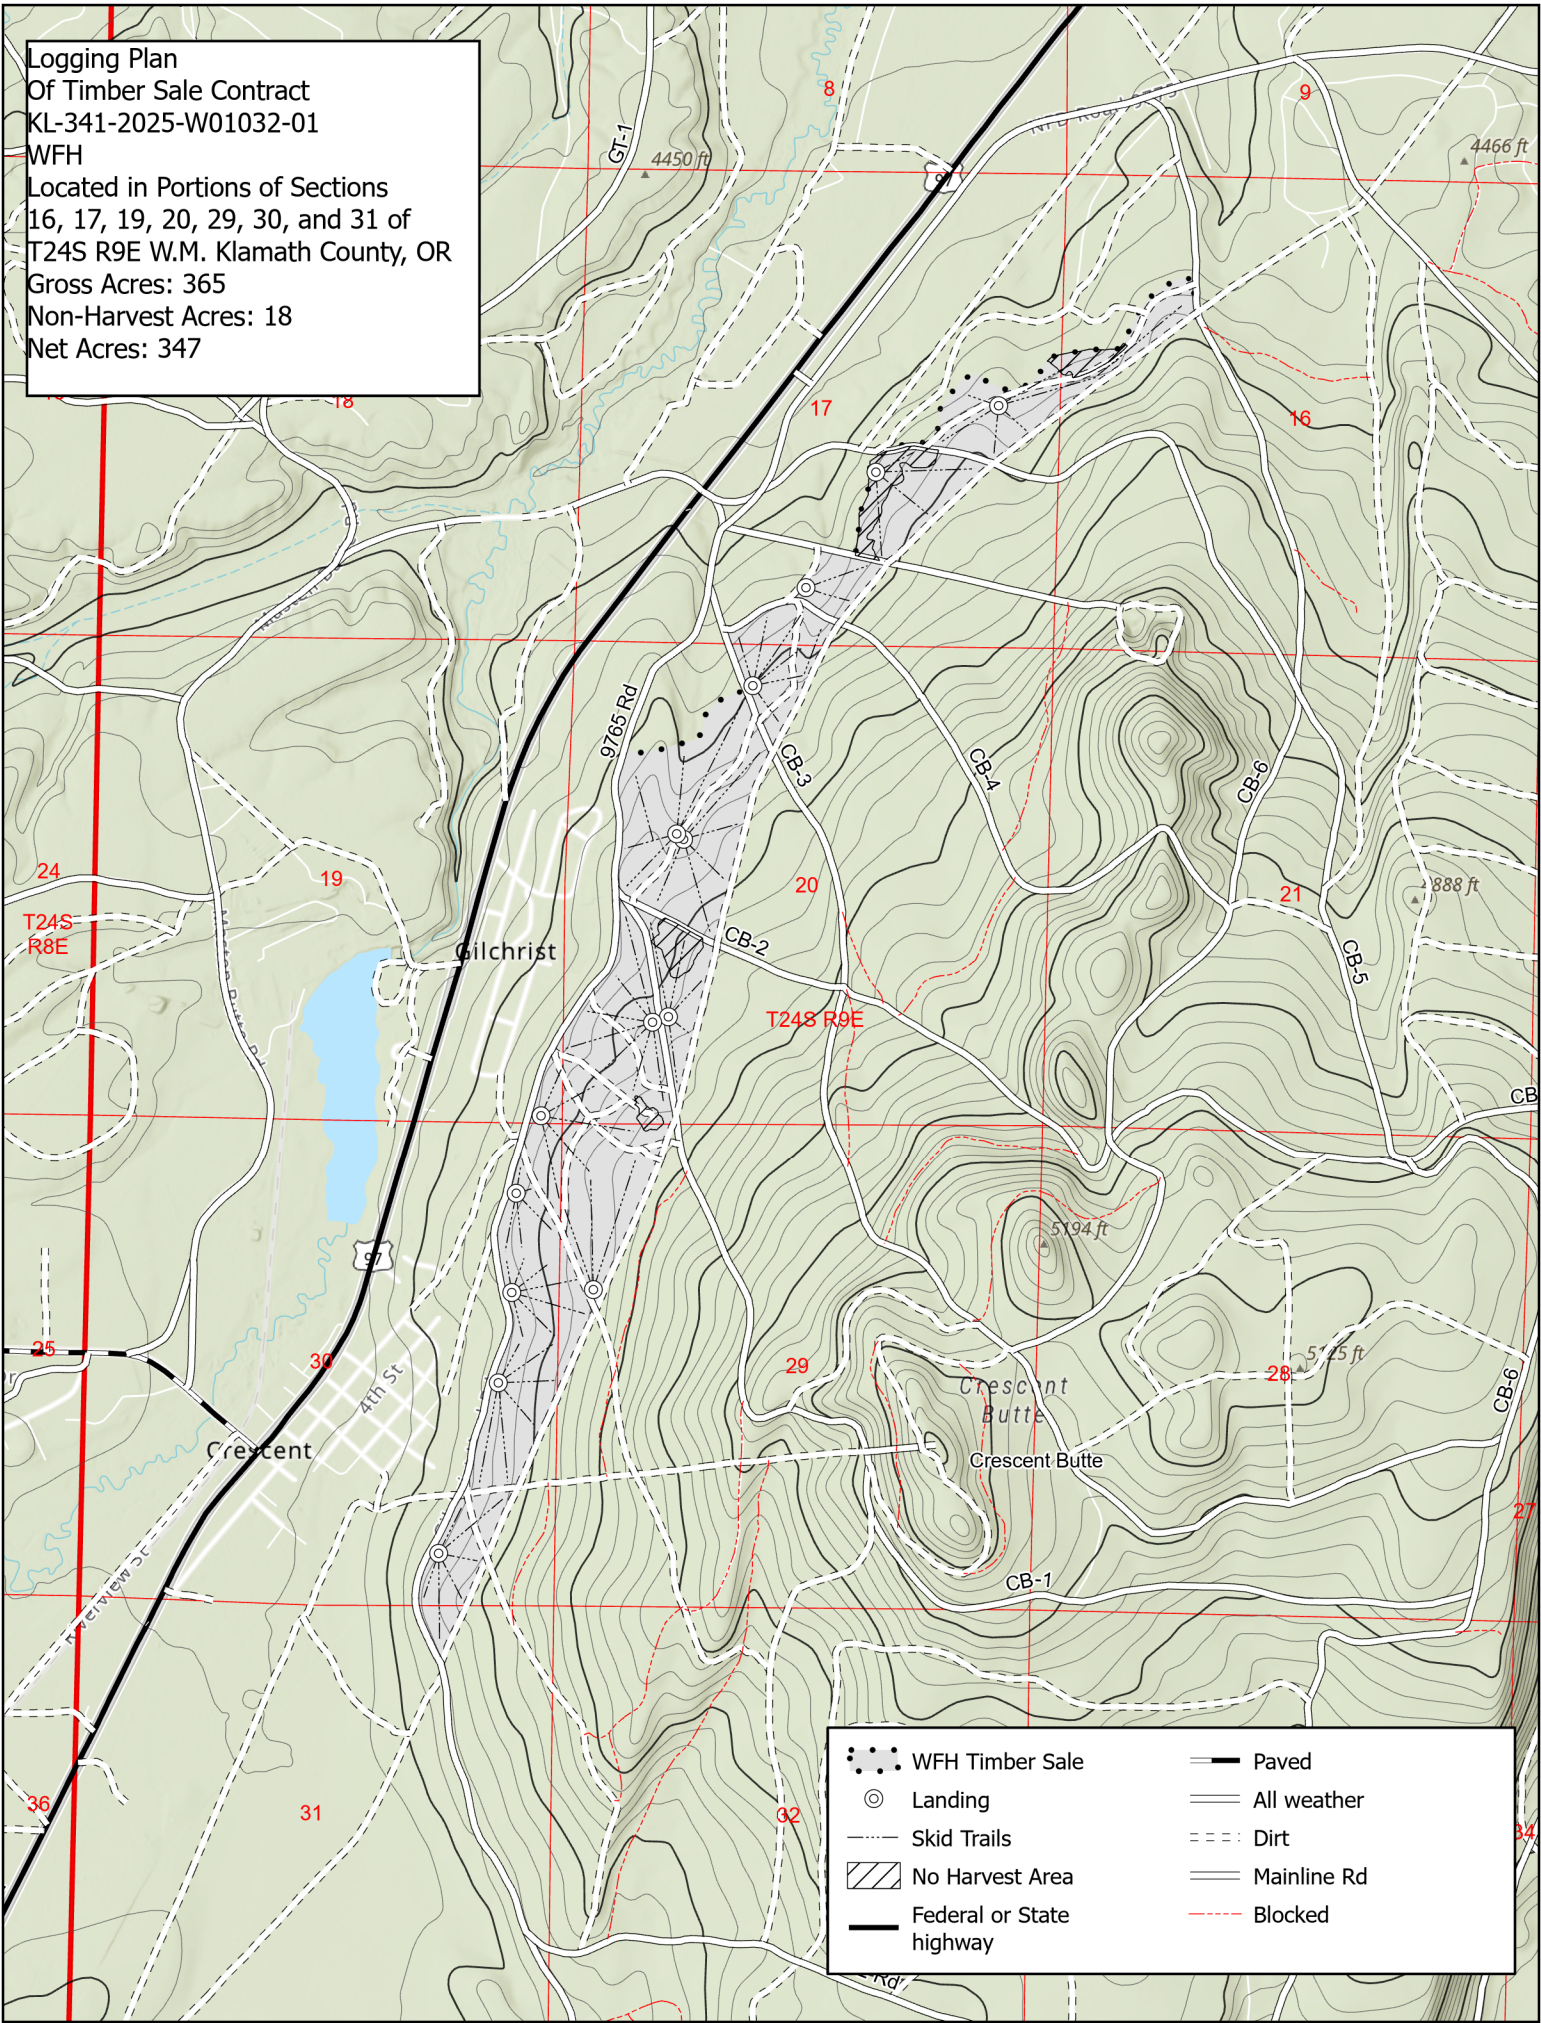 Logging Plan
Of Timber Sale Contract
KL-341-2025-W01032-01
WFH
Located in Portions of Sections
16, 17, 19, 20, 29, 30, and 31 of
T24S R9E W.M. Klamath County, OR
Gross Acres: 365
Non-Harvest Acres: 18
Net Acres: 347
8
9
GT-1
4450 ft
4466 ft
97
18
17
16
9765 Rd
CB-3
CB-4
CB-6
24
19
20
21
T24S
R8E
Gilchrist
CB-2
CB-5
T24S R9E
CB
5194 ft
97
25
30
4th St
29
28
5125 ft
CB-6
Crescent
Butte
Crescent
Crescent Butte
27
Riverview St
CB-1
36
31
32
34
WFH Timber Sale
Landing
Skid Trails
No Harvest Area
Federal or State
highway
Paved
All weather
Dirt
Mainline Rd
Blocked
Rd